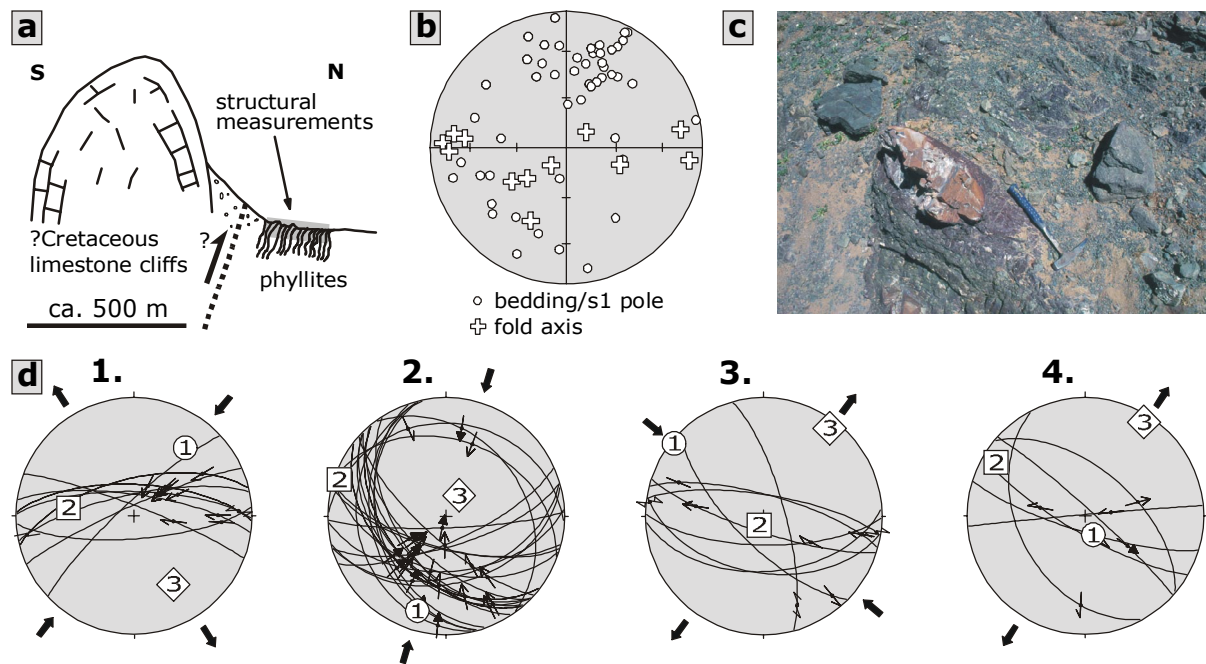 a
S
N
structural
measurements
?Cretaceous
limestone cliffs
?
phyllites
ca. 500 m
b
bedding/s1 pole
fold axis
c
d
1.
1
2
3
2.
2
3
1
3.
1
3
2
4.
3
2
1